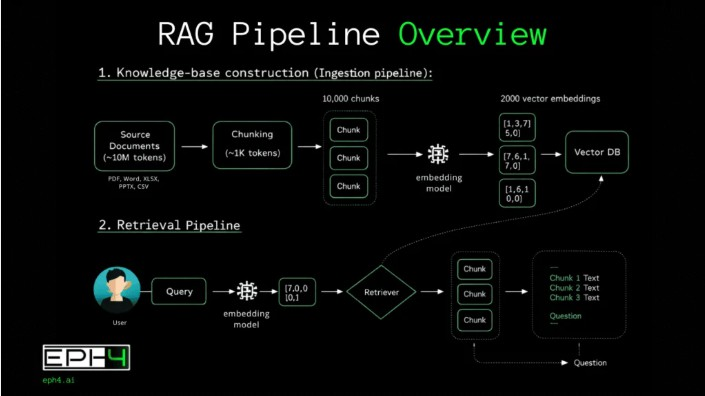 RAG Pipeline Overview
1. Knowledge-base construction (Ingestion pipeline):
10,000 chunks
2000 vector embeddings
Source
Documents
(~10M tokens)
PDF, Word, XLSX,
PPTX, CSV
Chunking
(~1K tokens)
Chunk
Chunk
Chunk
embedding
model
[1,3,7]
5,0]
[7,6,1,
7,0]
[1,6,1
0,0]
Vector DB
2. Retrieval Pipeline
User
Query
embedding
model
[7,0,0
[0,1
Retriever
Chunk
Chunk
Chunk
Chunk 1 Text
Chunk 2 Text
Chunk 3 Text
Question
Question
EPH4
eph4.ai